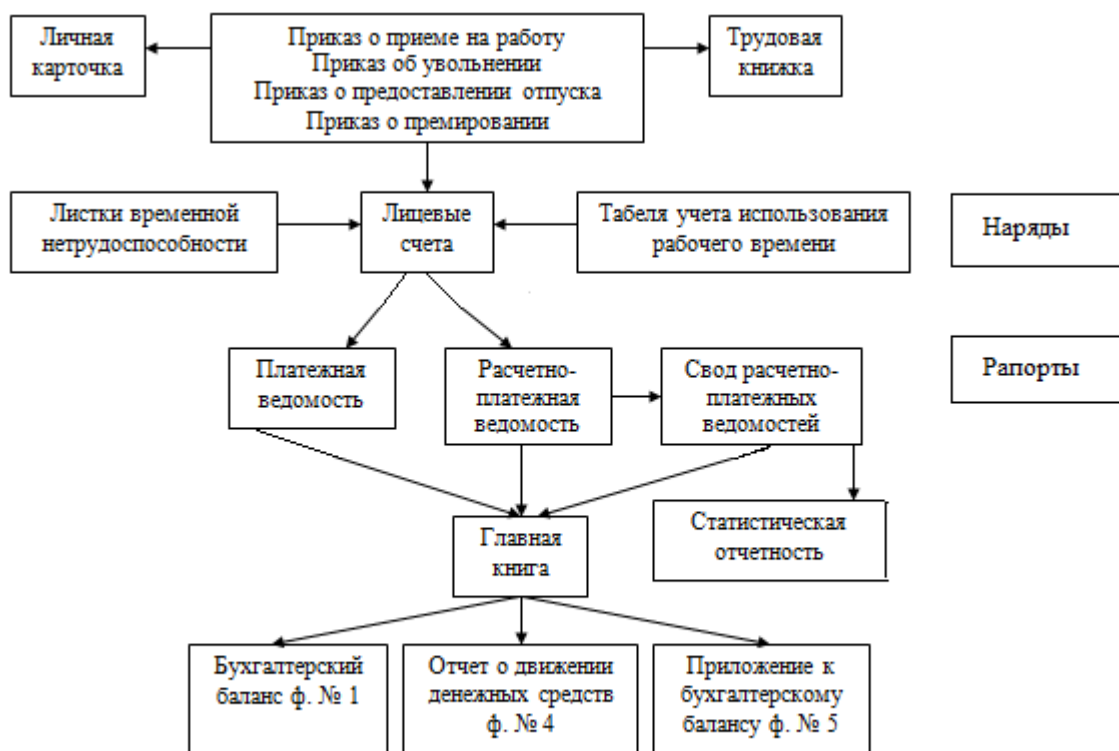 Личная
карточка
Приказ о приеме на работу
Приказ об увольнении
Приказ о предоставлении отпуска
Приказ о премировании
Трудовая
книжка
Листки временной
нетрудоспособности
Лицевые
счета
Табеля учета использования
рабочего времени
Наряды
Платежная
ведомость
Расчетно-
платежная
ведомость
Свод расчетно-
платежных
ведомостей
Рапорты
Главная
книга
Статистическая
отчетность
Бухгалтерский
баланс ф. № 1
Отчет о движении
денежных средств
ф. № 4
Приложение к
бухгалтерскому
балансу ф. № 5